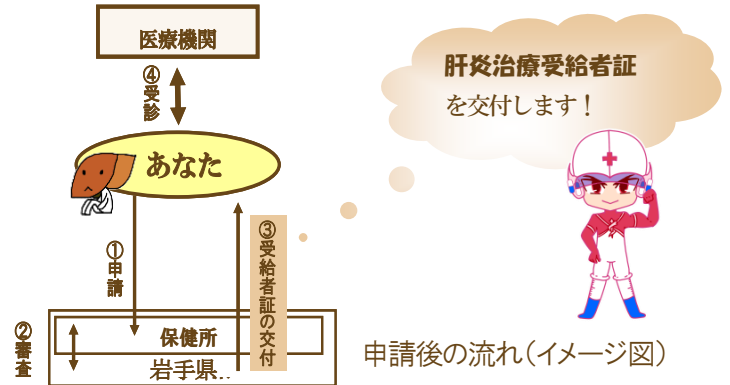 医療機関
④受診
あなた
①申請
③受給者証の交付
②審査
保健所
岩手県..
肝炎治療受給者証
を交付します！
申請後の流れ（イメージ図）